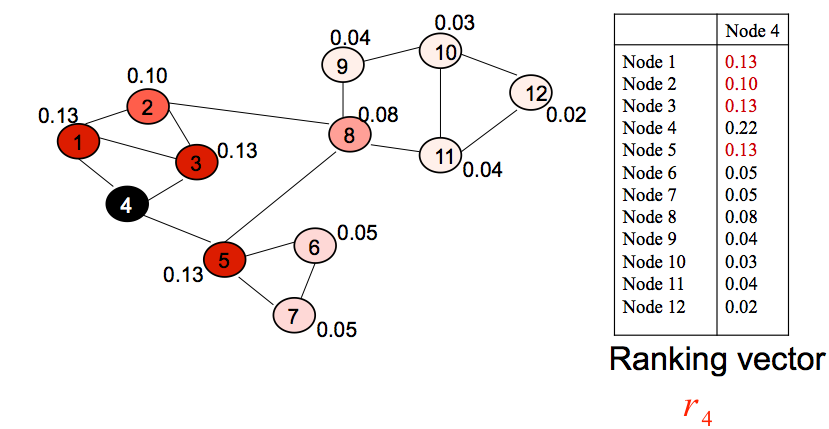 0.03
0.04
10
9
0.10
12
0.13
2
0.08
0.02
1
8
0.13
11
3
0.04
4
0.05
6
5
0.13
7
0.05
Node 4
Node 1 0.13
Node 2 0.10
Node 3 0.13
Node 4 0.22
Node 5 0.13
Node 6 0.05
Node 7 0.05
Node 8 0.08
Node 9 0.04
Node 10 0.03
Node 11 0.04
Node 12 0.02
Ranking vector
r4